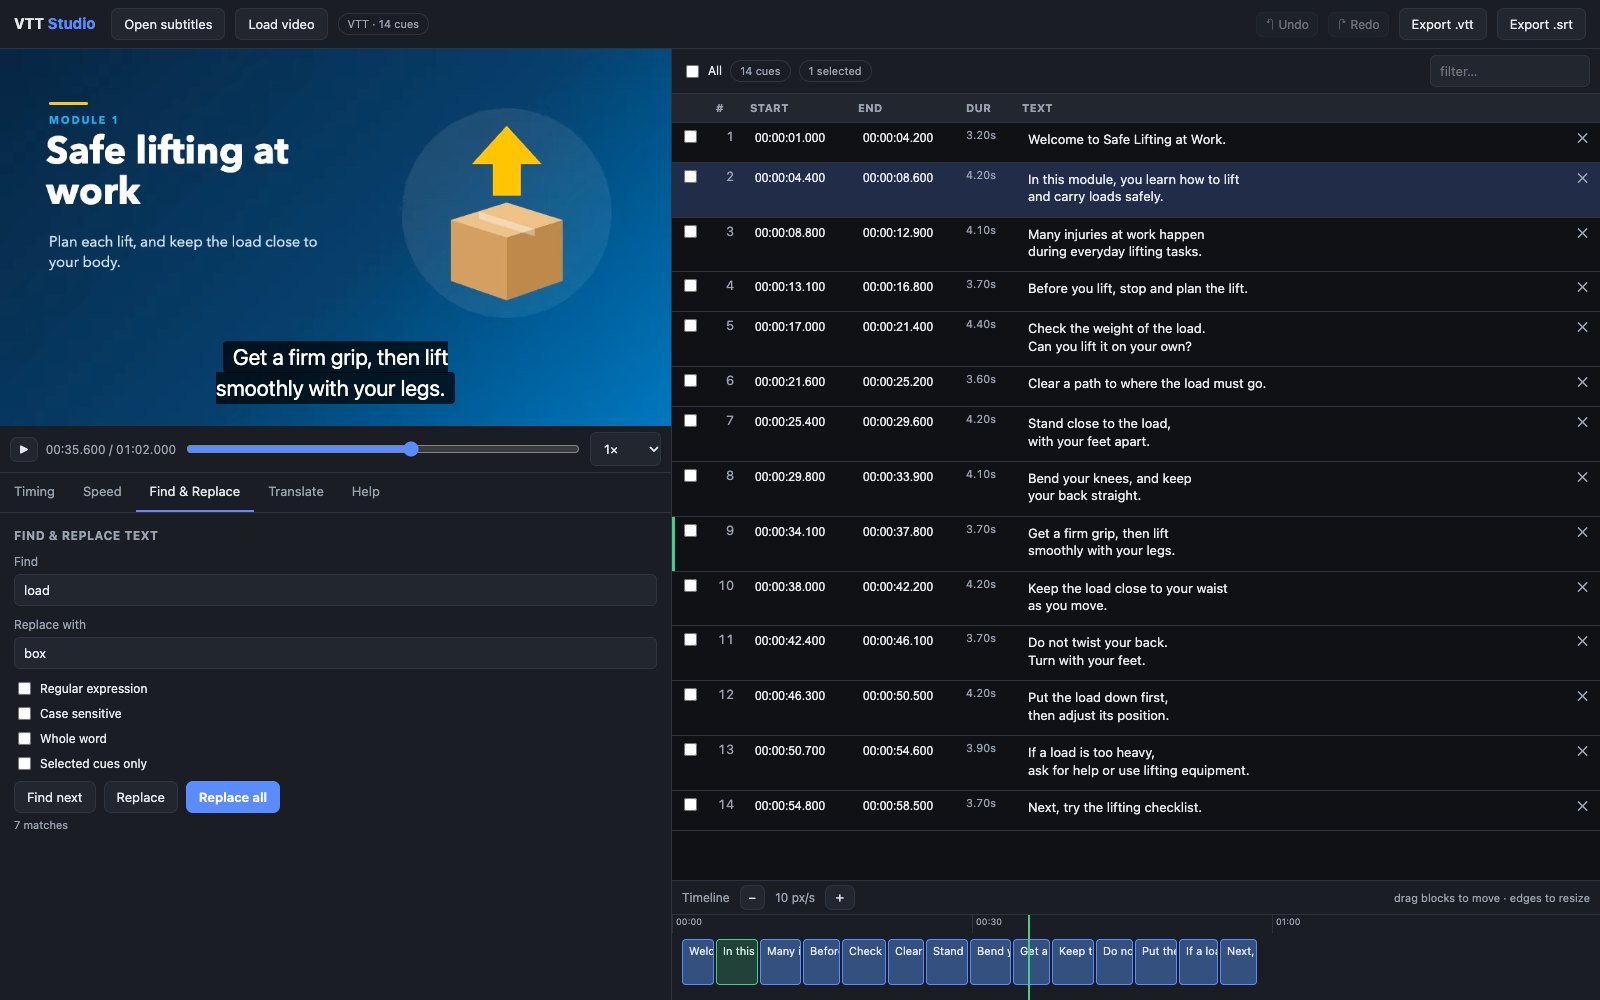 VTT Studio
Open subtitles
Load video
VTT · 14 cues
Undo
Redo
Export .vtt
Export .srt
MODULE 1
Safe lifting at
work
Plan each lift, and keep the load close to
your body.
Get a firm grip, then lift
smoothly with your legs.
00:35.600 / 01:02.000
1×
Timing
Speed
Find & Replace
Translate
Help
FIND & REPLACE TEXT
Find
load
Replace with
box
Regular expression
Case sensitive
Whole word
Selected cues only
Find next
Replace
Replace all
7 matches
All
14 cues
1 selected
filter...
# START END DUR TEXT
1 00:00:01.000 00:00:04.200 3.20s Welcome to Safe Lifting at Work.
2 00:00:04.400 00:00:08.600 4.20s In this module, you learn how to lift
and carry loads safely.
3 00:00:08.800 00:00:12.900 4.10s Many injuries at work happen
during everyday lifting tasks.
4 00:00:13.100 00:00:16.800 3.70s Before you lift, stop and plan the lift.
5 00:00:17.000 00:00:21.400 4.40s Check the weight of the load.
Can you lift it on your own?
6 00:00:21.600 00:00:25.200 3.60s Clear a path to where the load must go.
7 00:00:25.400 00:00:29.600 4.20s Stand close to the load,
with your feet apart.
8 00:00:29.800 00:00:33.900 4.10s Bend your knees, and keep
your back straight.
9 00:00:34.100 00:00:37.800 3.70s Get a firm grip, then lift
smoothly with your legs.
10 00:00:38.000 00:00:42.200 4.20s Keep the load close to your waist
as you move.
11 00:00:42.400 00:00:46.100 3.70s Do not twist your back.
Turn with your feet.
12 00:00:46.300 00:00:50.500 4.20s Put the load down first,
then adjust its position.
13 00:00:50.700 00:00:54.600 3.90s If a load is too heavy,
ask for help or use lifting equipment.
14 00:00:54.800 00:00:58.500 3.70s Next, try the lifting checklist.
Timeline
− 10 px/s +
drag blocks to move · edges to resize
00:00 00:30 01:00
Welc In this Many i Befor Check Clear Stand Bend y Get a Keep t Do no Put the If a loa Next,